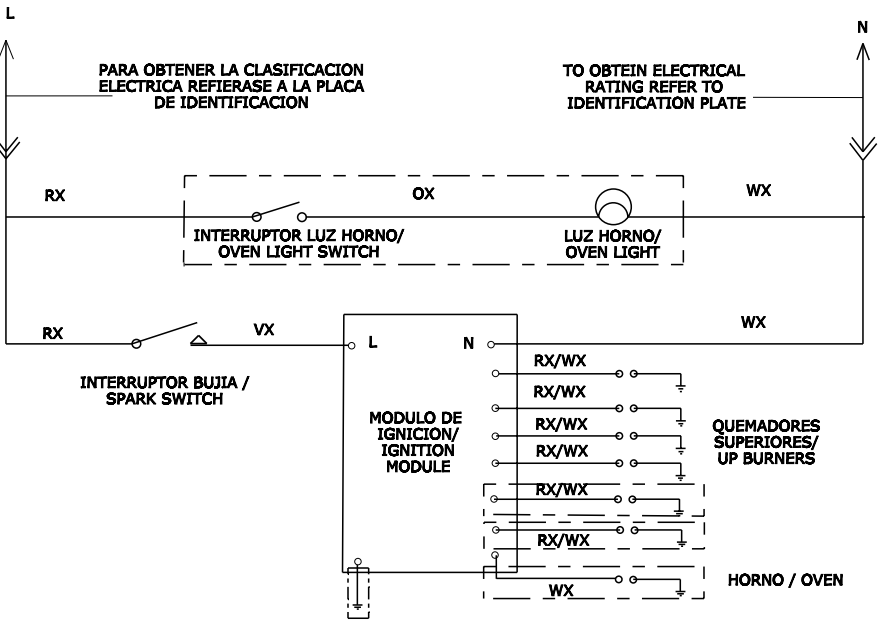 L
N
PARA OBTENER LA CLASIFICACION
ELECTRICA REFIERASE A LA PLACA
DE IDENTIFICACION
TO OBTEIN ELECTRICAL
RATING REFER TO
IDENTIFICATION PLATE
RX
OX
WX
INTERRUPTOR LUZ HORNO/
OVEN LIGHT SWITCH
LUZ HORNO/
OVEN LIGHT
RX
VX
L
N
WX
INTERRUPTOR BUJIA /
SPARK SWITCH
MODULO DE
IGNICION/
IGNITION
MODULE
RX/WX
RX/WX
RX/WX
RX/WX
RX/WX
RX/WX
WX
QUEMADORES
SUPERIORES/
UP BURNERS
HORNO / OVEN